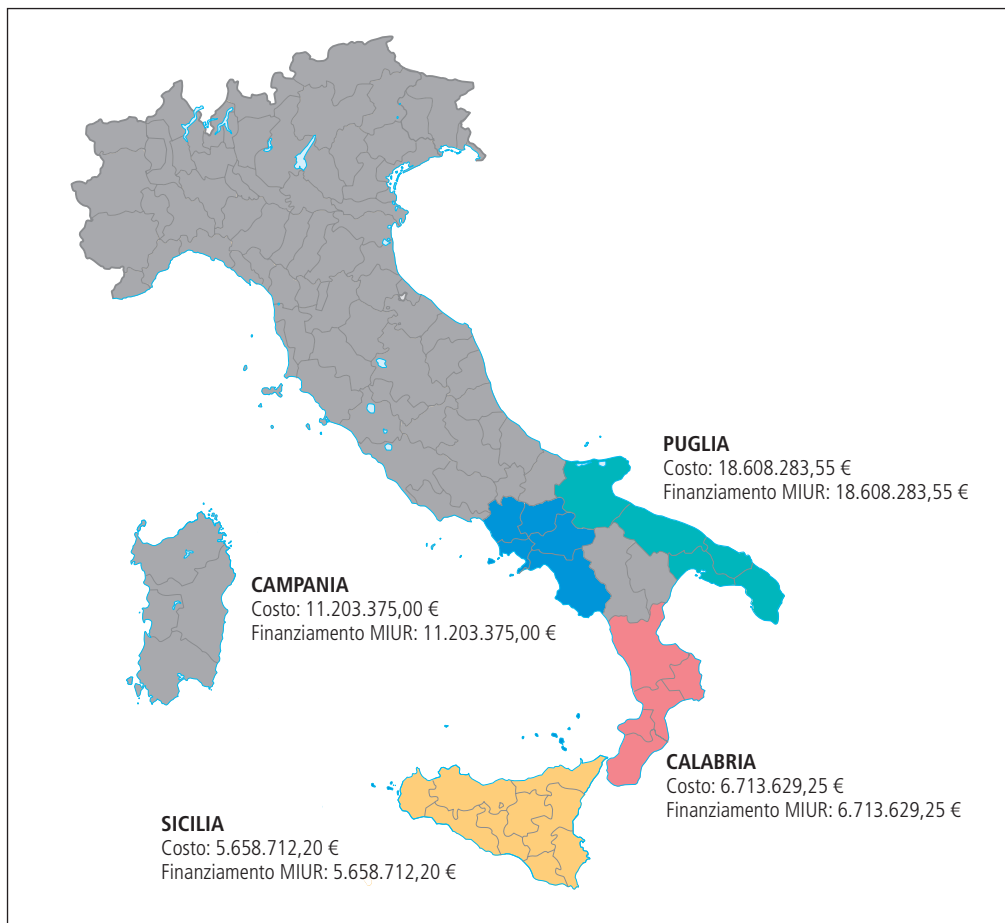 PUGLIA
Costo: 18.608.283,55 €
Finanziamento MIUR: 18.608.283,55 €
CAMPANIA
Costo: 11.203.375,00 €
Finanziamento MIUR: 11.203.375,00 €
CALABRIA
Costo: 6.713.629,25 €
Finanziamento MIUR: 6.713.629,25 €
SICILIA
Costo: 5.658.712,20 €
Finanziamento MIUR: 5.658.712,20 €